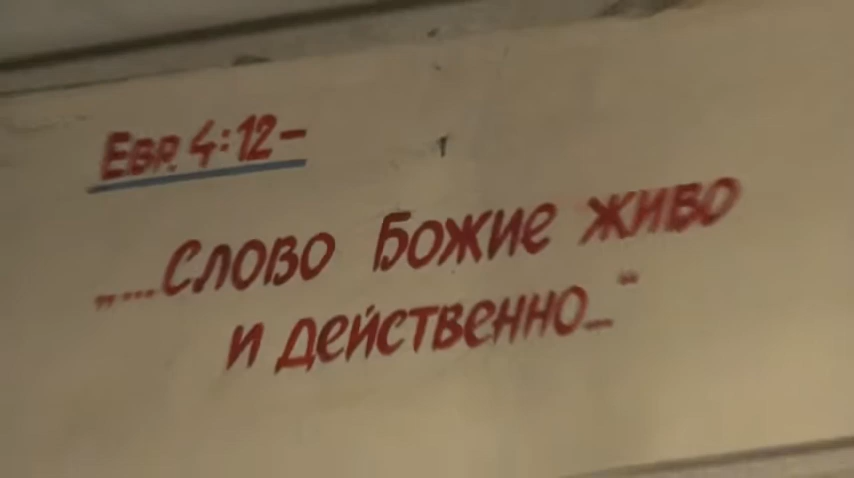 Евр. 4:12–
„....Слово Божие живо
и действенно..."